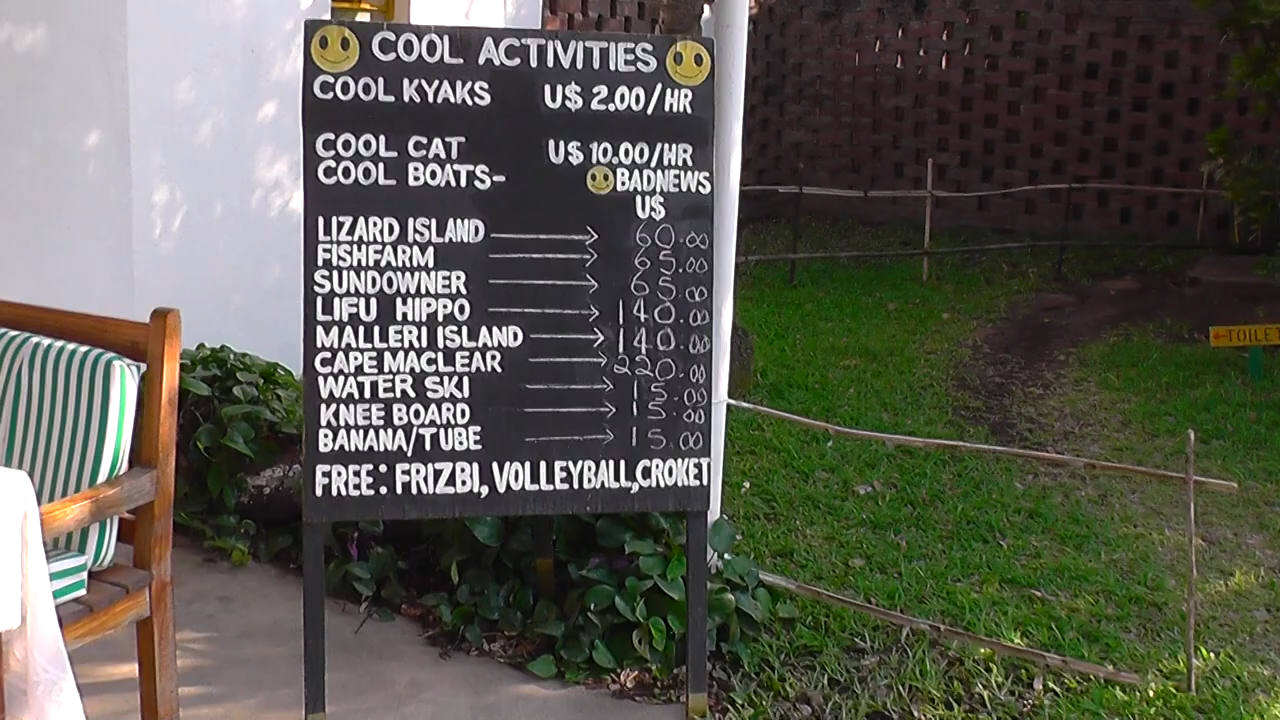 COOL ACTIVITIES
COOL KYAKS U$ 2.00/HR
COOL CAT U$ 10.00/HR
COOL BOATS- BADNEWS
U$
LIZARD ISLAND 60.00
FISHFARM 65.00
SUNDOWNER 65.00
LIFU HIPPO 140.00
MALLERI ISLAND 140.00
CAPE MACLEAR 220.00
WATER SKI 15.00
KNEE BOARD 15.00
BANANA/TUBE 15.00
FREE: FRIZBI, VOLLEYBALL, CROKET
TOILE